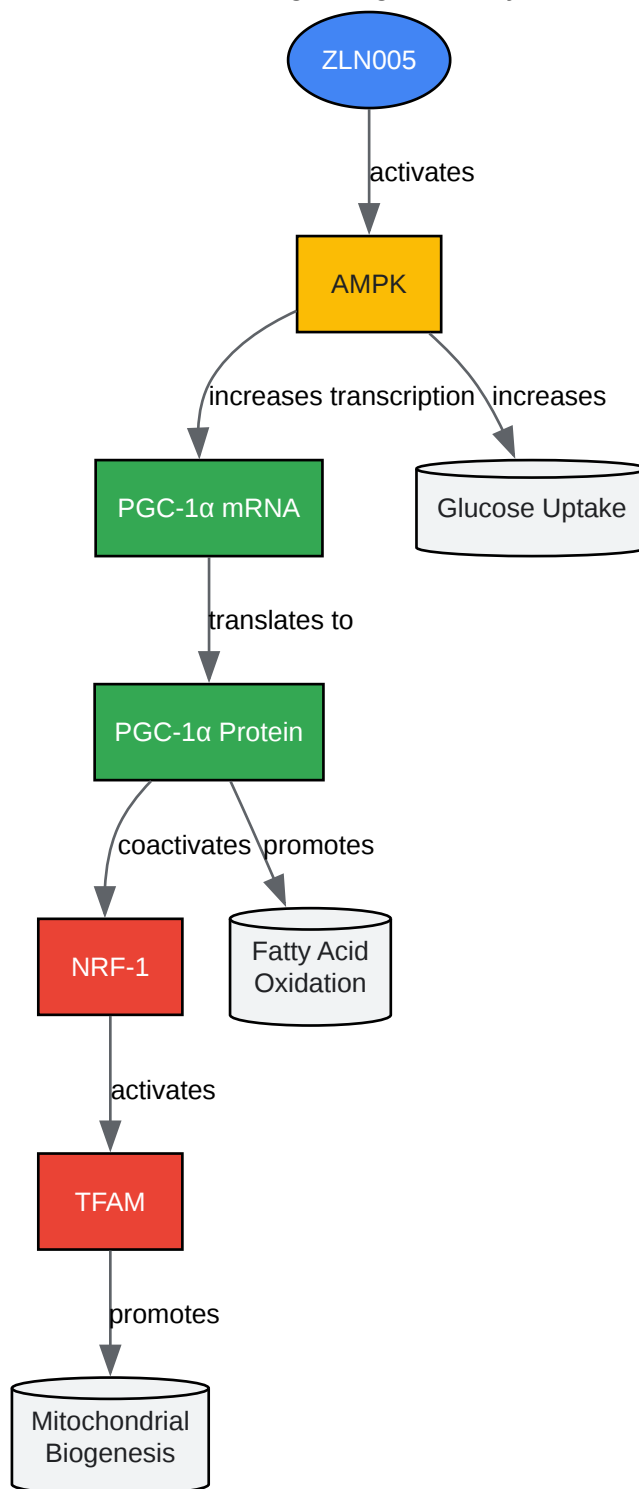 ZLN005
activates
AMPK
increases transcription
increases
PGC-1α mRNA
Glucose Uptake
translates to
PGC-1α Protein
coactivates
promotes
NRF-1
Fatty Acid
Oxidation
activates
TFAM
promotes
Mitochondrial
Biogenesis